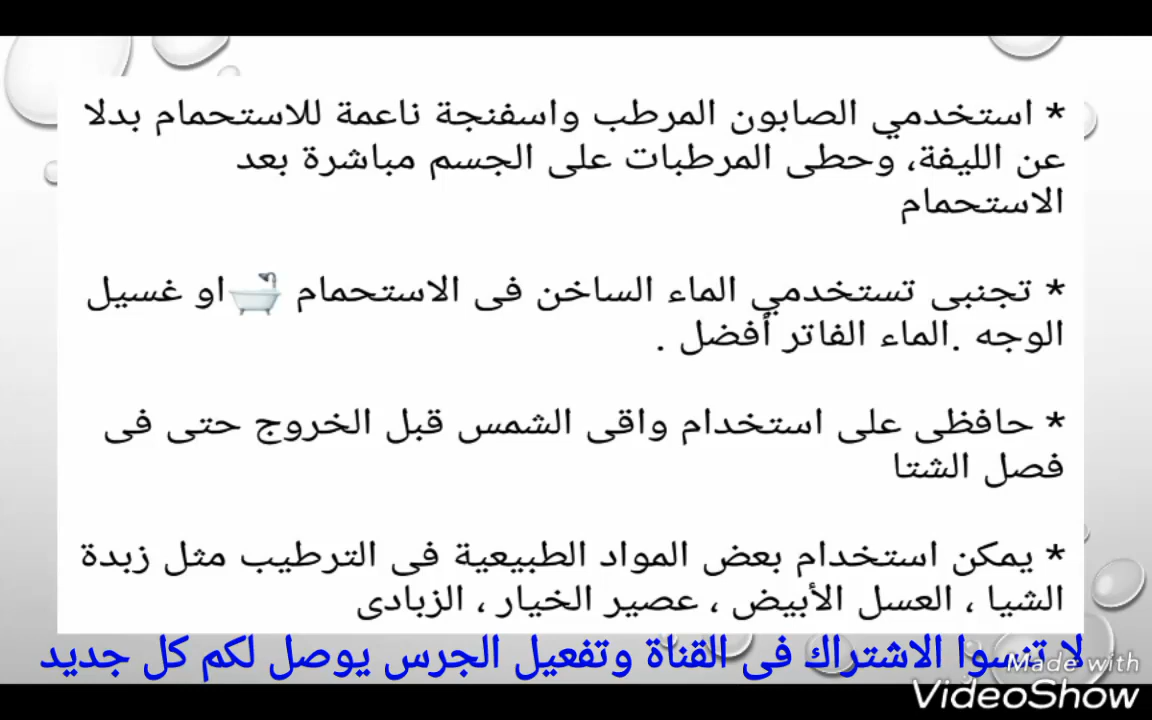 * استخدمي الصابون المرطب واسفنجة ناعمة للاستحمام بدلا
عن الليفة، وحطى المرطبات على الجسم مباشرة بعد
الاستحمام
* تجنبى تستخدمي الماء الساخن فى الاستحمام 🛁او غسيل
الوجه .الماء الفاتر أفضل .
* حافظى على استخدام واقى الشمس قبل الخروج حتى فى
فصل الشتا
* يمكن استخدام بعض المواد الطبيعية فى الترطيب مثل زبدة
الشيا ، العسل الأبيض ، عصير الخيار ، الزبادى
لا تنسوا الاشتراك فى القناة وتفعيل الجرس يوصل لكم كل جديد
Made with
VideoShow